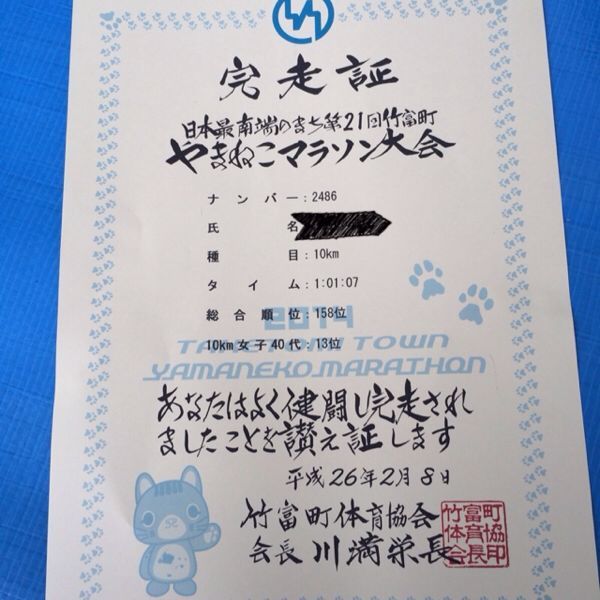 完走証
日本最南端のまち第21回竹富町
やまねこマラソン大会
ナンバー：2486
氏名
種目：10km
タイム：1:01:07
総合順位：158位
10km女子40代：13位
2014
TAKETOMI TOWN
YAMANEKO.MARATHON
あなたはよく健闘し完走され
ましたことを讃え証します
平成26年2月8日
竹富町体育協会
会長 川満栄長
竹富町体育協会会長印